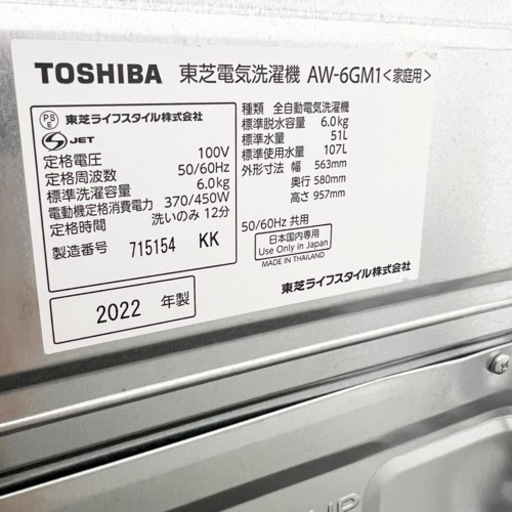 TOSHIBA 東芝電気洗濯機 AW-6GM1<家庭用>
PSE 東芝ライフスタイル株式会社
S JET
定格電圧 100V
定格周波数 50/60Hz
標準洗濯容量 6.0kg
電動機定格消費電力 370/450W
定格時間 洗いのみ 12分
製造番号 715154 KK
2022 年製
種類 全自動電気洗濯機
標準脱水容量 6.0kg
標準水量 51L
標準使用水量 107L
外形寸法 幅 563mm
奥行 580mm
高さ 957mm
50/60Hz 共用
日本国内専用
Use Only in Japan
MADE IN THAILAND
東芝ライフスタイル株式会社